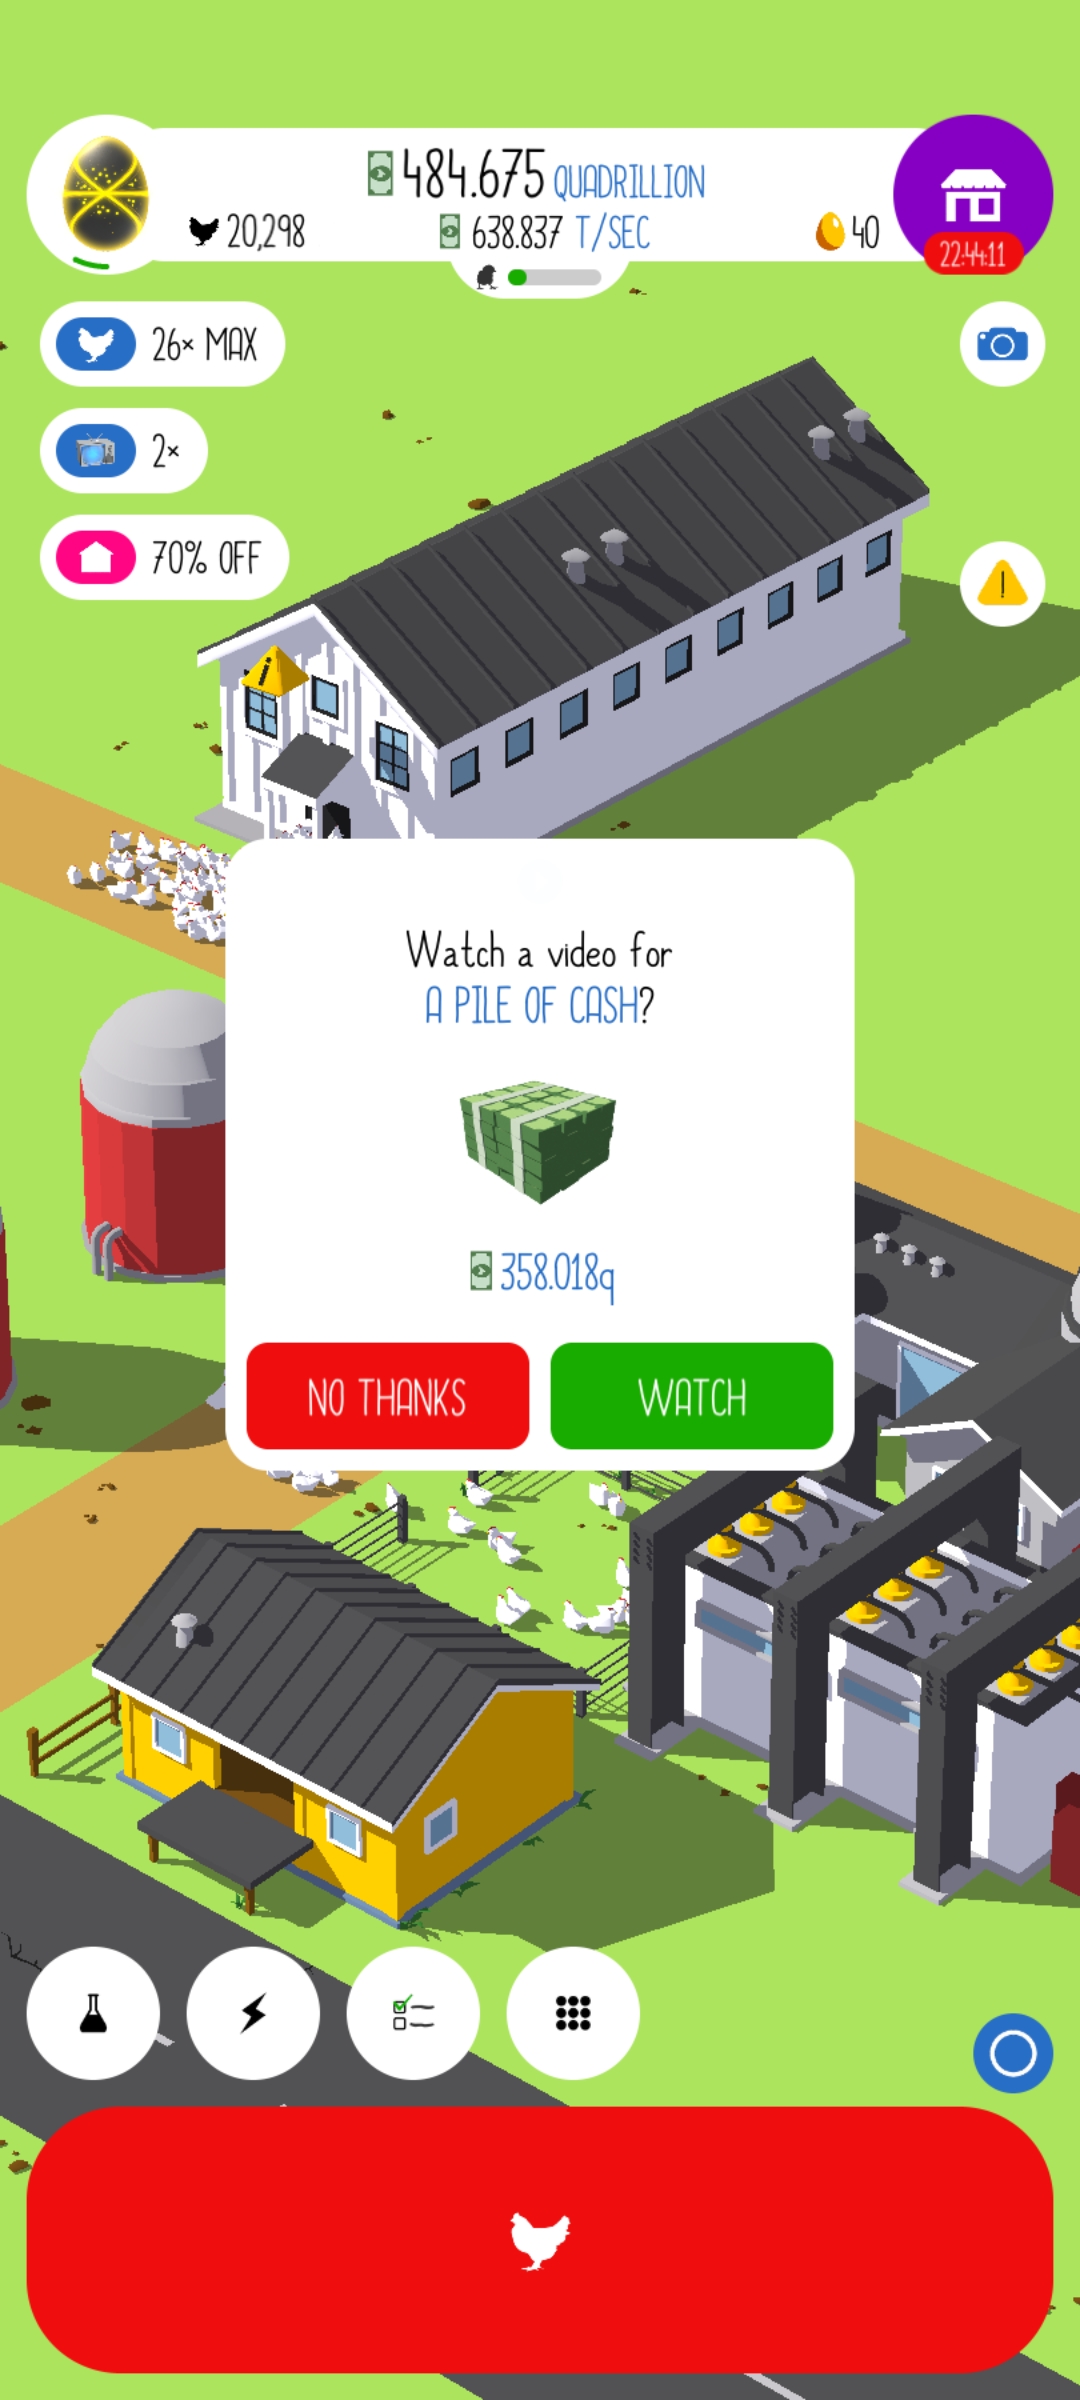 484.675 QUADRILLION
20,298
638.837 T/SEC
40
22:44:11
26× MAX
2×
70% OFF
Watch a video for
A PILE OF CASH?
358.018q
NO THANKS
WATCH